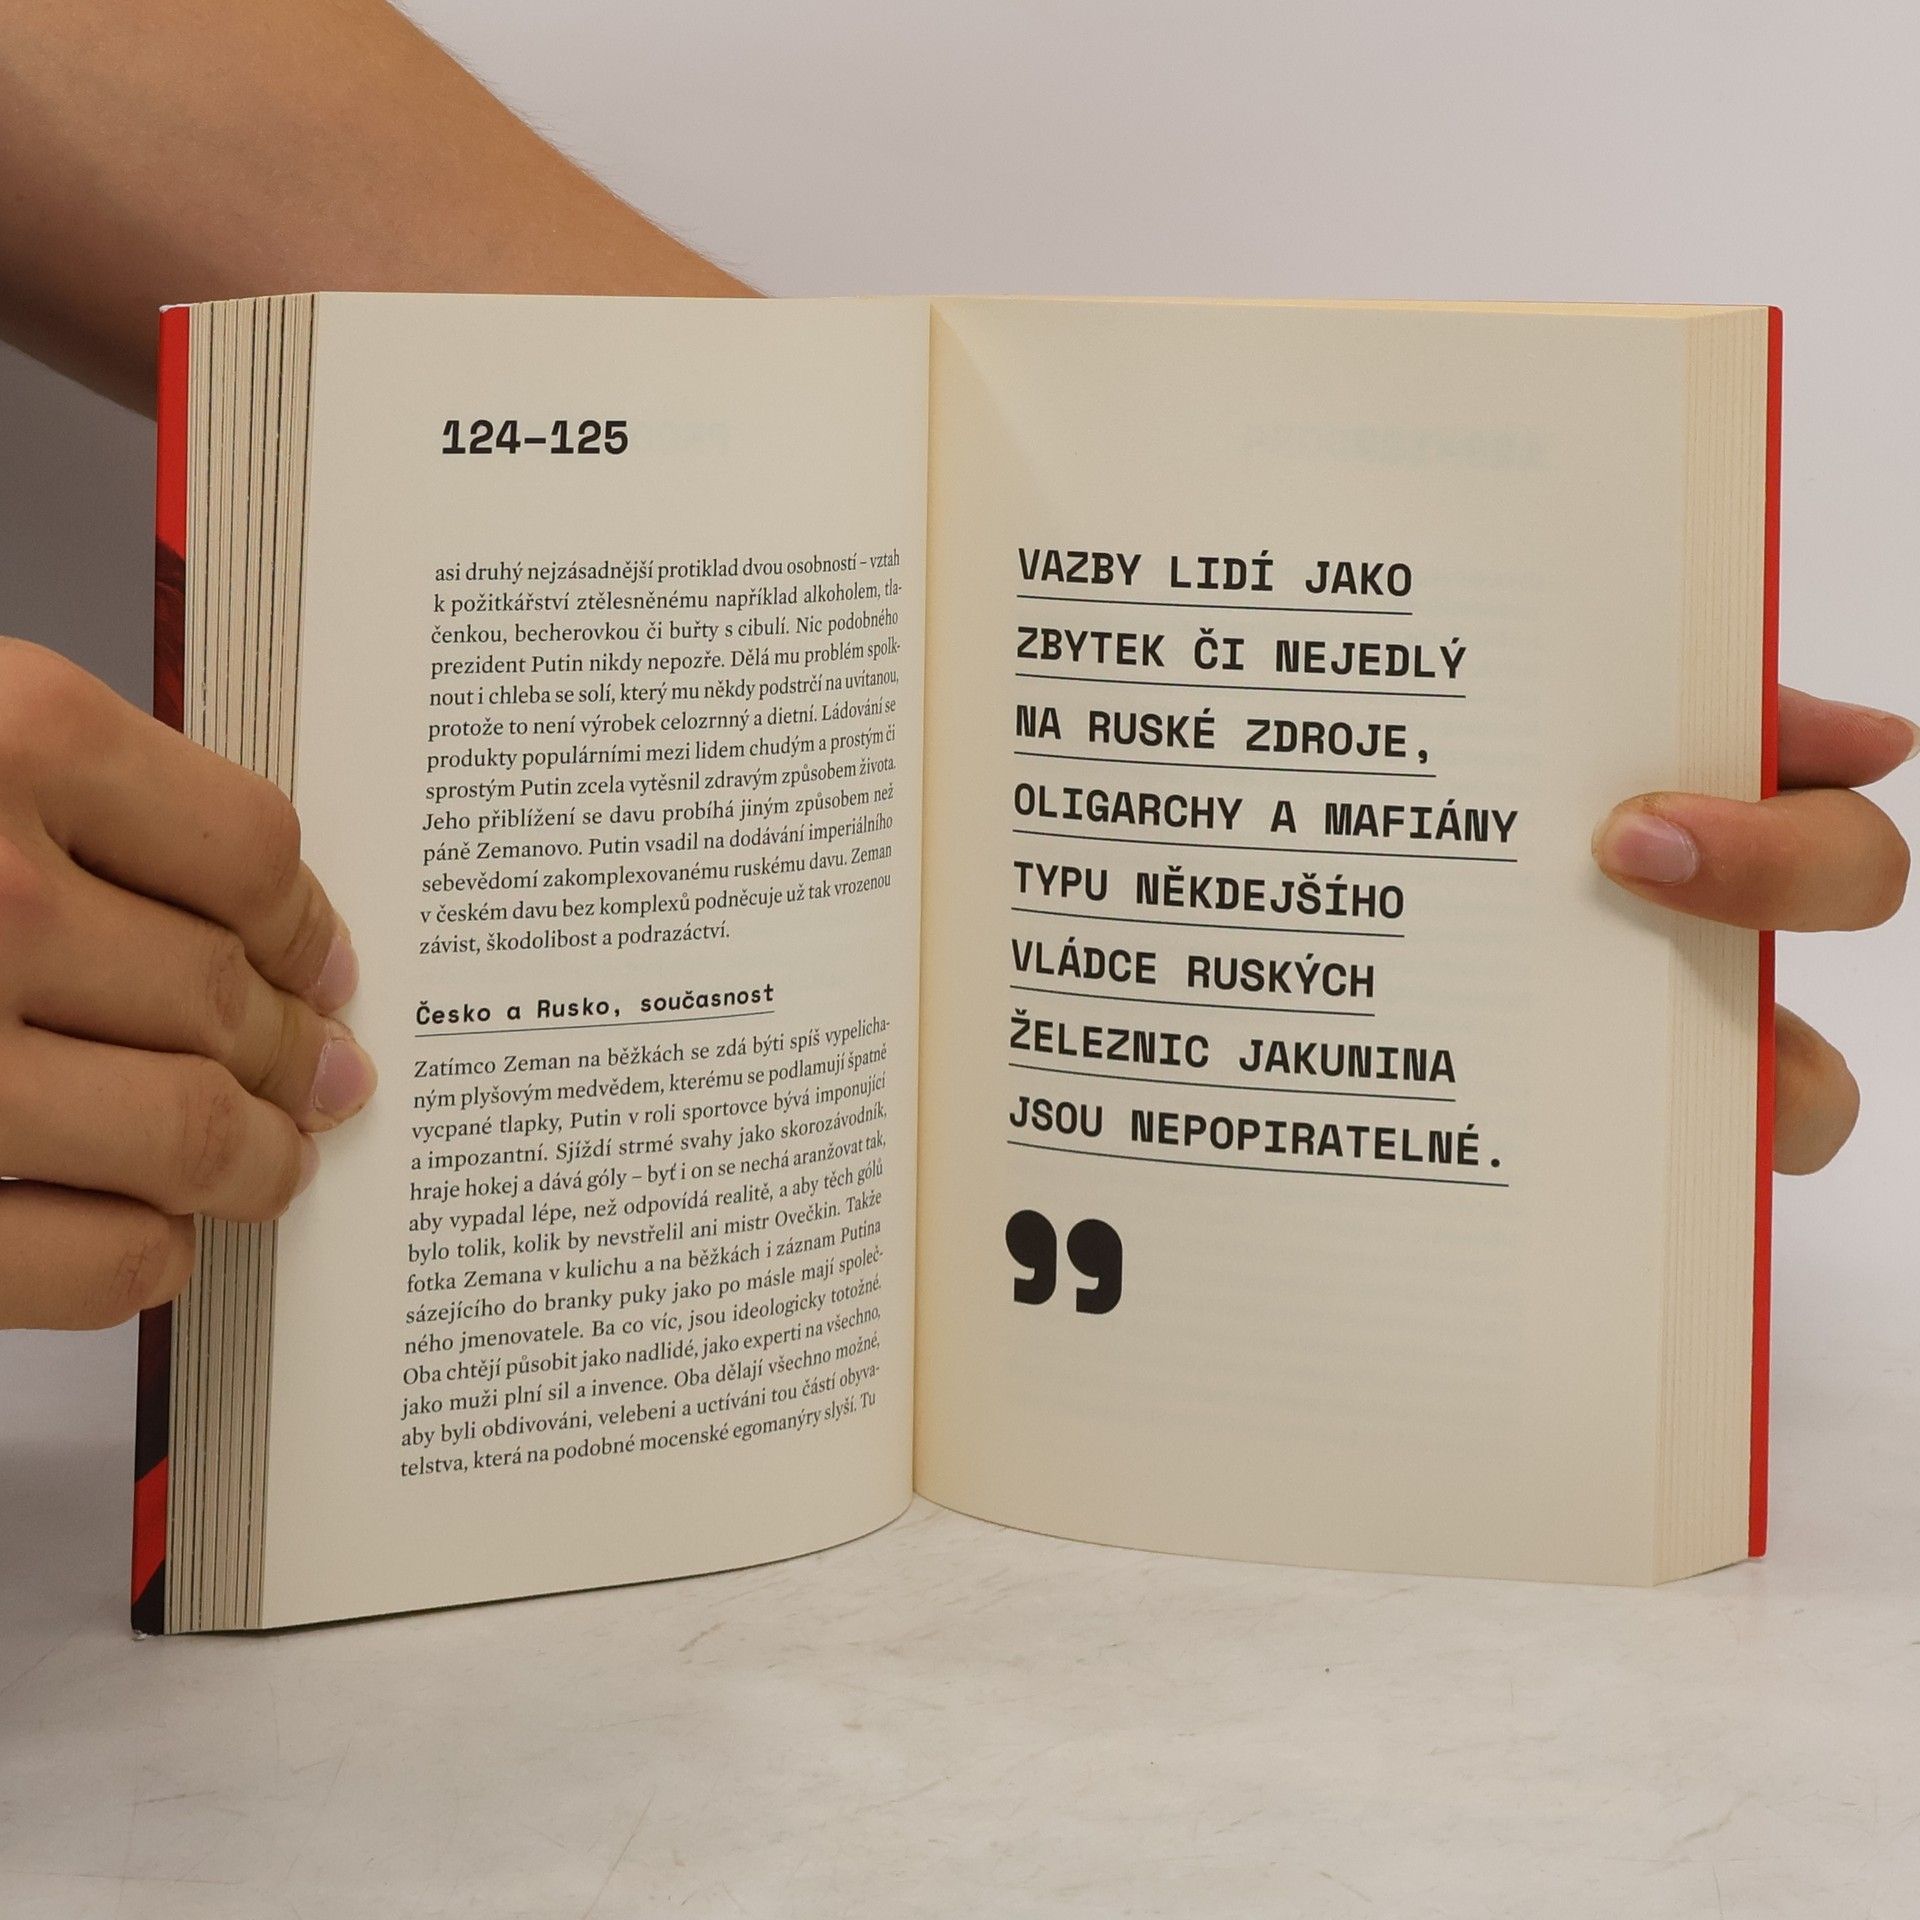 124–125
asi druhý nejzásadnější protiklad dvou osobností – vztah
k požitkářství ztělesněnému například alkoholem, tla-
čenkou, becherovkou či buřty s cibulí. Nic podobného
prezident Putin nikdy nepozře. Dělá mu problém spolk-
nout i chleba se solí, který mu někdy podstrčí na uvítanou,
protože to není výrobek celozrnný a dietní. Ládování se
produkty populárními mezi lidem chudým a prostým či
sprostým Putin zcela vytěsnil zdravým způsobem života.
Jeho přiblížení se davu probíhá jiným způsobem než
páně Zemanovo. Putin vsadil na dodávání imperiálního
sebevědomí zakomplexovanému ruskému davu. Zeman
v českém davu bez komplexů podněcuje už tak vrozenou
závist, škodolibost a podrazáctví.
Česko a Rusko, současnost
Zatímco Zeman na běžkách se zdá býti spíš vypelicha-
ným plyšovým medvědem, kterému se podlamují špatně
vycpané tlapky, Putin v roli sportovce bývá imponující
a impozantní. Sjíždí strmé svahy jako skorozávodník,
hraje hokej a dává góly – byť i on se nechá aranžovat tak,
aby vypadal lépe, než odpovídá realitě, a aby těch gólů
bylo tolik, kolik by nevstřelil ani mistr Ovečkin. Takže
fotka Zemana v kulichu a na běžkách i záznam Putina
sázejícího do branky puky jako po másle mají společ-
ného jmenovatele. Ba co víc, jsou ideologicky totožné.
Oba chtějí působit jako nadlidé, jako experti na všechno,
jako muži plní sil a invence. Oba dělají všechno možné,
aby byli obdivováni, velebeni a uctíváni tou částí obyva-
telstva, která na podobné mocenské egomanýry slyší. Tu
VAZBY LIDÍ JAKO
ZBYTEK ČI NEJEDLÝ
NA RUSKÉ ZDROJE,
OLIGARCHY A MAFIÁNY
TYPU NĚKDEJŠÍHO
VLÁDCE RUSKÝCH
ŽELEZNIC JAKUNINA
JSOU NEPOPIRATELNÉ.
”